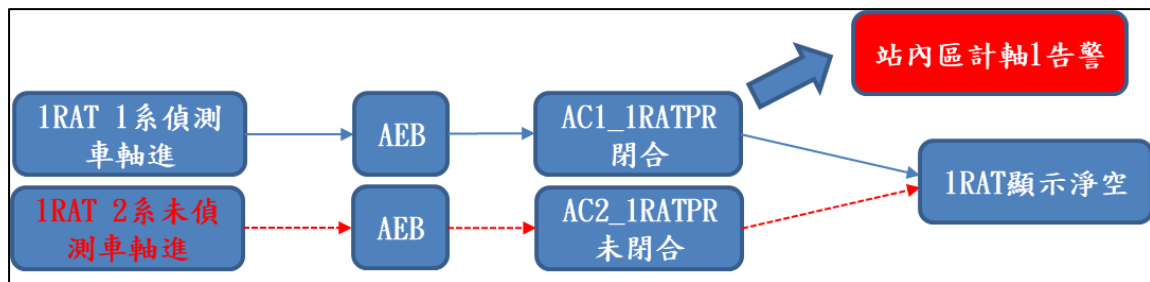 站內區計軸1告警
1RAT 1系偵測
車軸進
AEB
AC1_1RATPR
閉合
1RAT顯示淨空
1RAT 2系未偵
測車軸進
AEB
AC2_1RATPR
未閉合